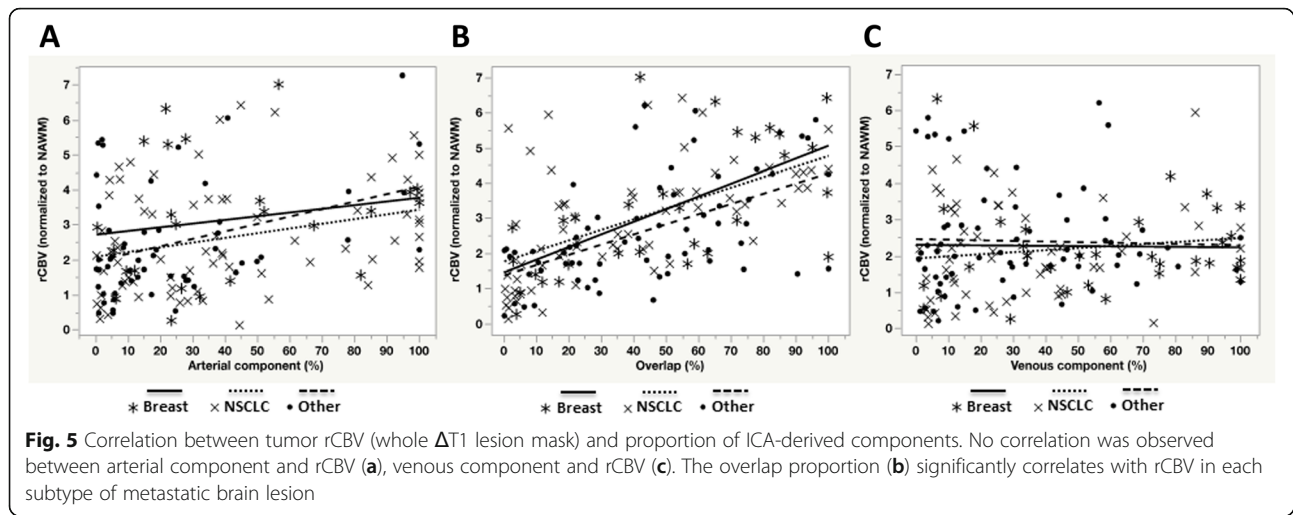 A
B
C
rCBV (normalized to NAWM)
7
6
5
4
3
2
1
0
0 10 20 30 40 50 60 70 80 90 100
Arterial component (%)
Breast NSCLC Other
rCBV (normalized to NAWM)
7
6
5
4
3
2
1
0
0 10 20 30 40 50 60 70 80 90 100
Overlap (%)
Breast NSCLC Other
rCBV (normalized to NAWM)
7
6
5
4
3
2
1
0
0 10 20 30 40 50 60 70 80 90 100
Venous component (%)
Breast NSCLC Other
Fig. 5 Correlation between tumor rCBV (whole ΔT1 lesion mask) and proportion of ICA-derived components. No correlation was observed
between arterial component and rCBV (a), venous component and rCBV (c). The overlap proportion (b) significantly correlates with rCBV in each
subtype of metastatic brain lesion